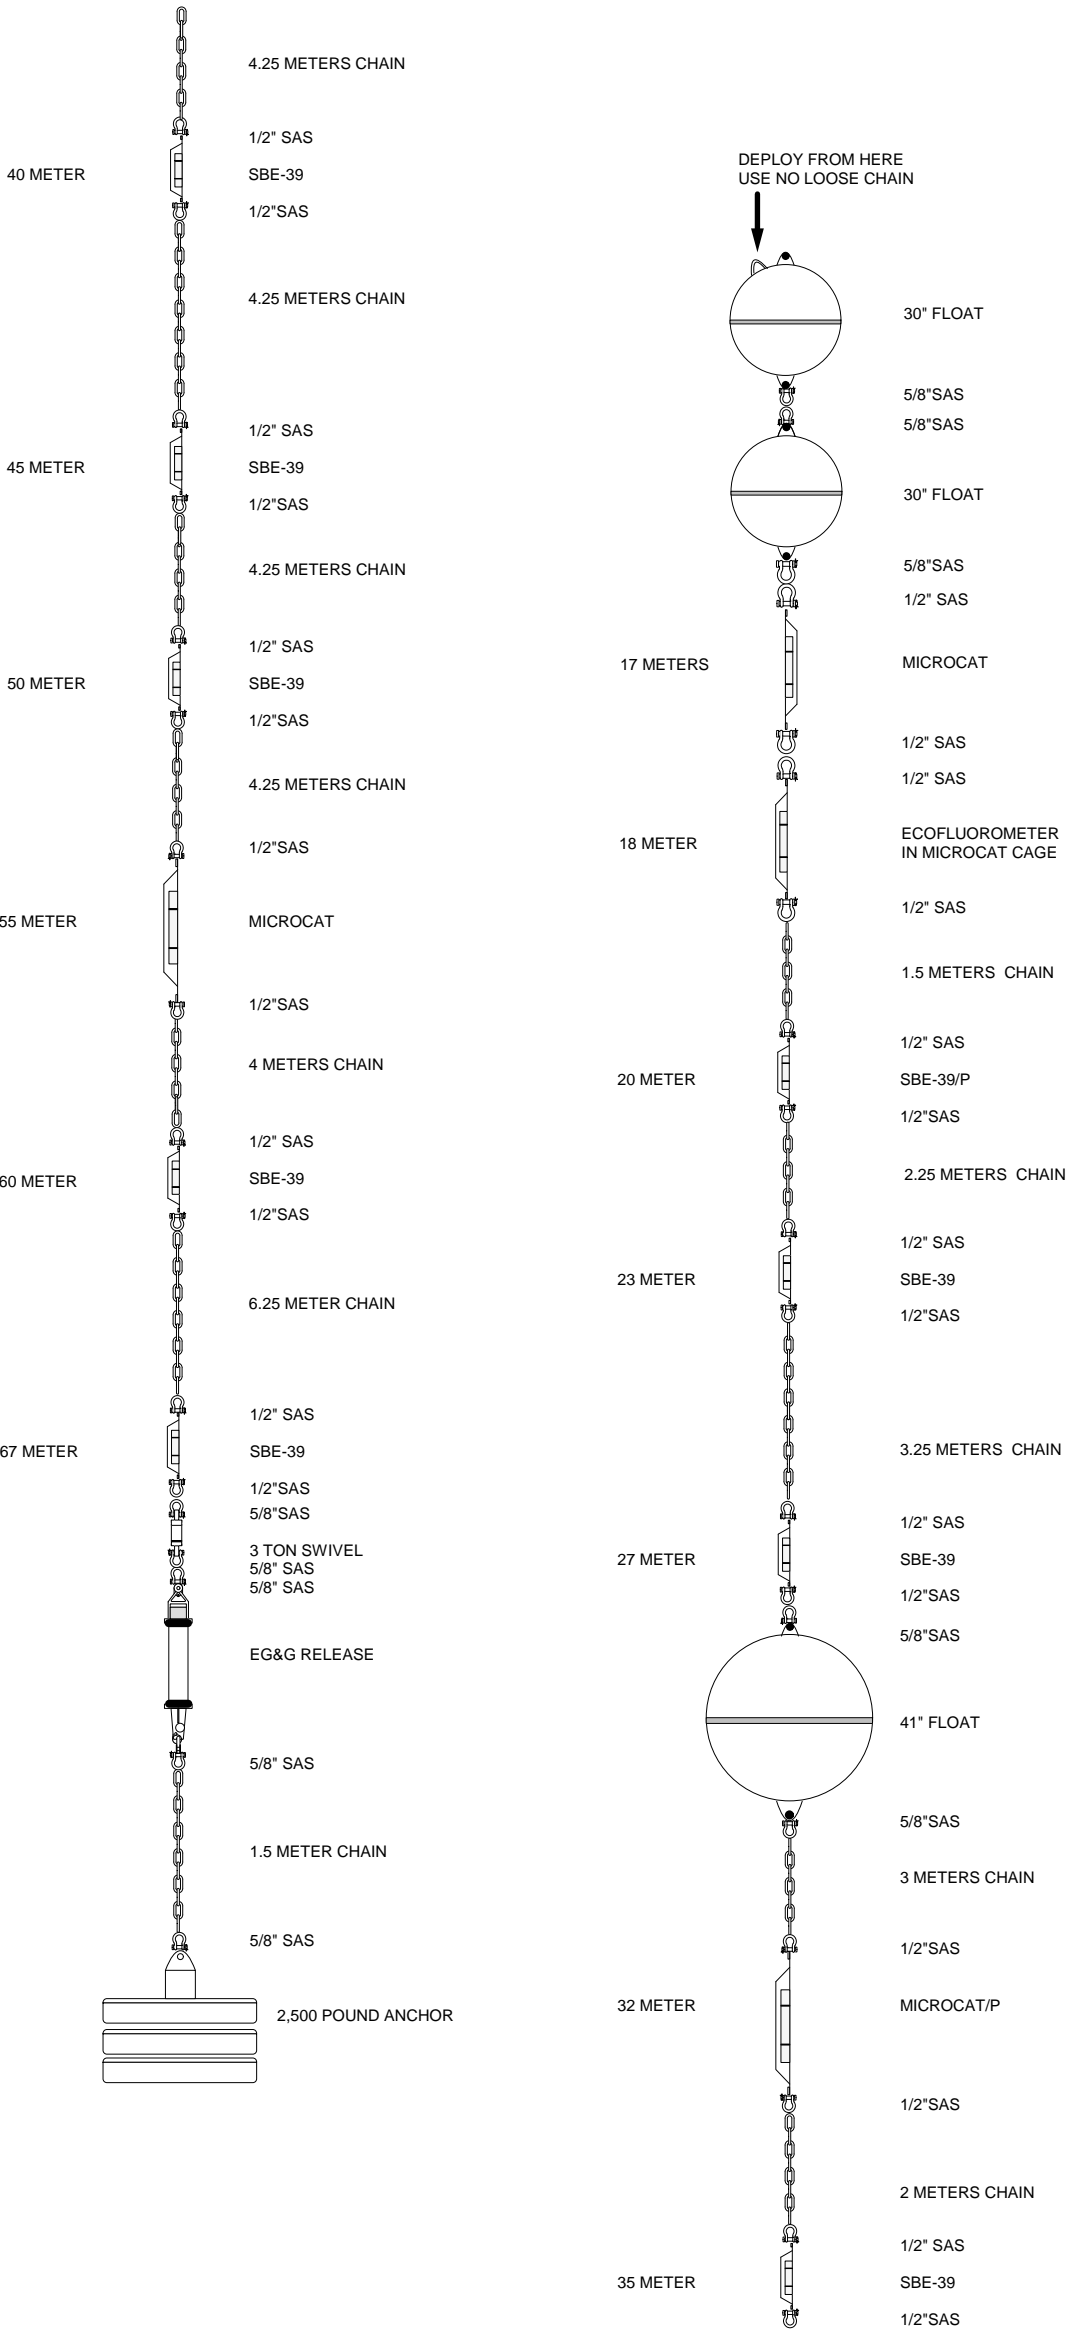 4.25 METERS CHAIN
1/2" SAS
40 METER
SBE-39
1/2"SAS
4.25 METERS CHAIN
1/2" SAS
45 METER
SBE-39
1/2"SAS
4.25 METERS CHAIN
1/2" SAS
50 METER
SBE-39
1/2"SAS
4.25 METERS CHAIN
1/2"SAS
55 METER
MICROCAT
1/2"SAS
4 METERS CHAIN
1/2" SAS
60 METER
SBE-39
1/2"SAS
6.25 METER CHAIN
1/2" SAS
67 METER
SBE-39
1/2"SAS
5/8"SAS
3 TON SWIVEL
5/8" SAS
5/8" SAS
EG&G RELEASE
5/8" SAS
1.5 METER CHAIN
5/8" SAS
2,500 POUND ANCHOR
DEPLOY FROM HERE
USE NO LOOSE CHAIN
30" FLOAT
5/8"SAS
5/8"SAS
30" FLOAT
5/8"SAS
1/2" SAS
17 METERS
MICROCAT
1/2" SAS
1/2" SAS
18 METER
ECOFLUOROMETER
IN MICROCAT CAGE
1/2" SAS
1.5 METERS CHAIN
1/2" SAS
20 METER
SBE-39/P
1/2"SAS
2.25 METERS CHAIN
1/2" SAS
23 METER
SBE-39
1/2"SAS
3.25 METERS CHAIN
1/2" SAS
27 METER
SBE-39
1/2"SAS
5/8"SAS
41" FLOAT
5/8"SAS
3 METERS CHAIN
1/2"SAS
32 METER
MICROCAT/P
1/2"SAS
2 METERS CHAIN
1/2" SAS
35 METER
SBE-39
1/2"SAS